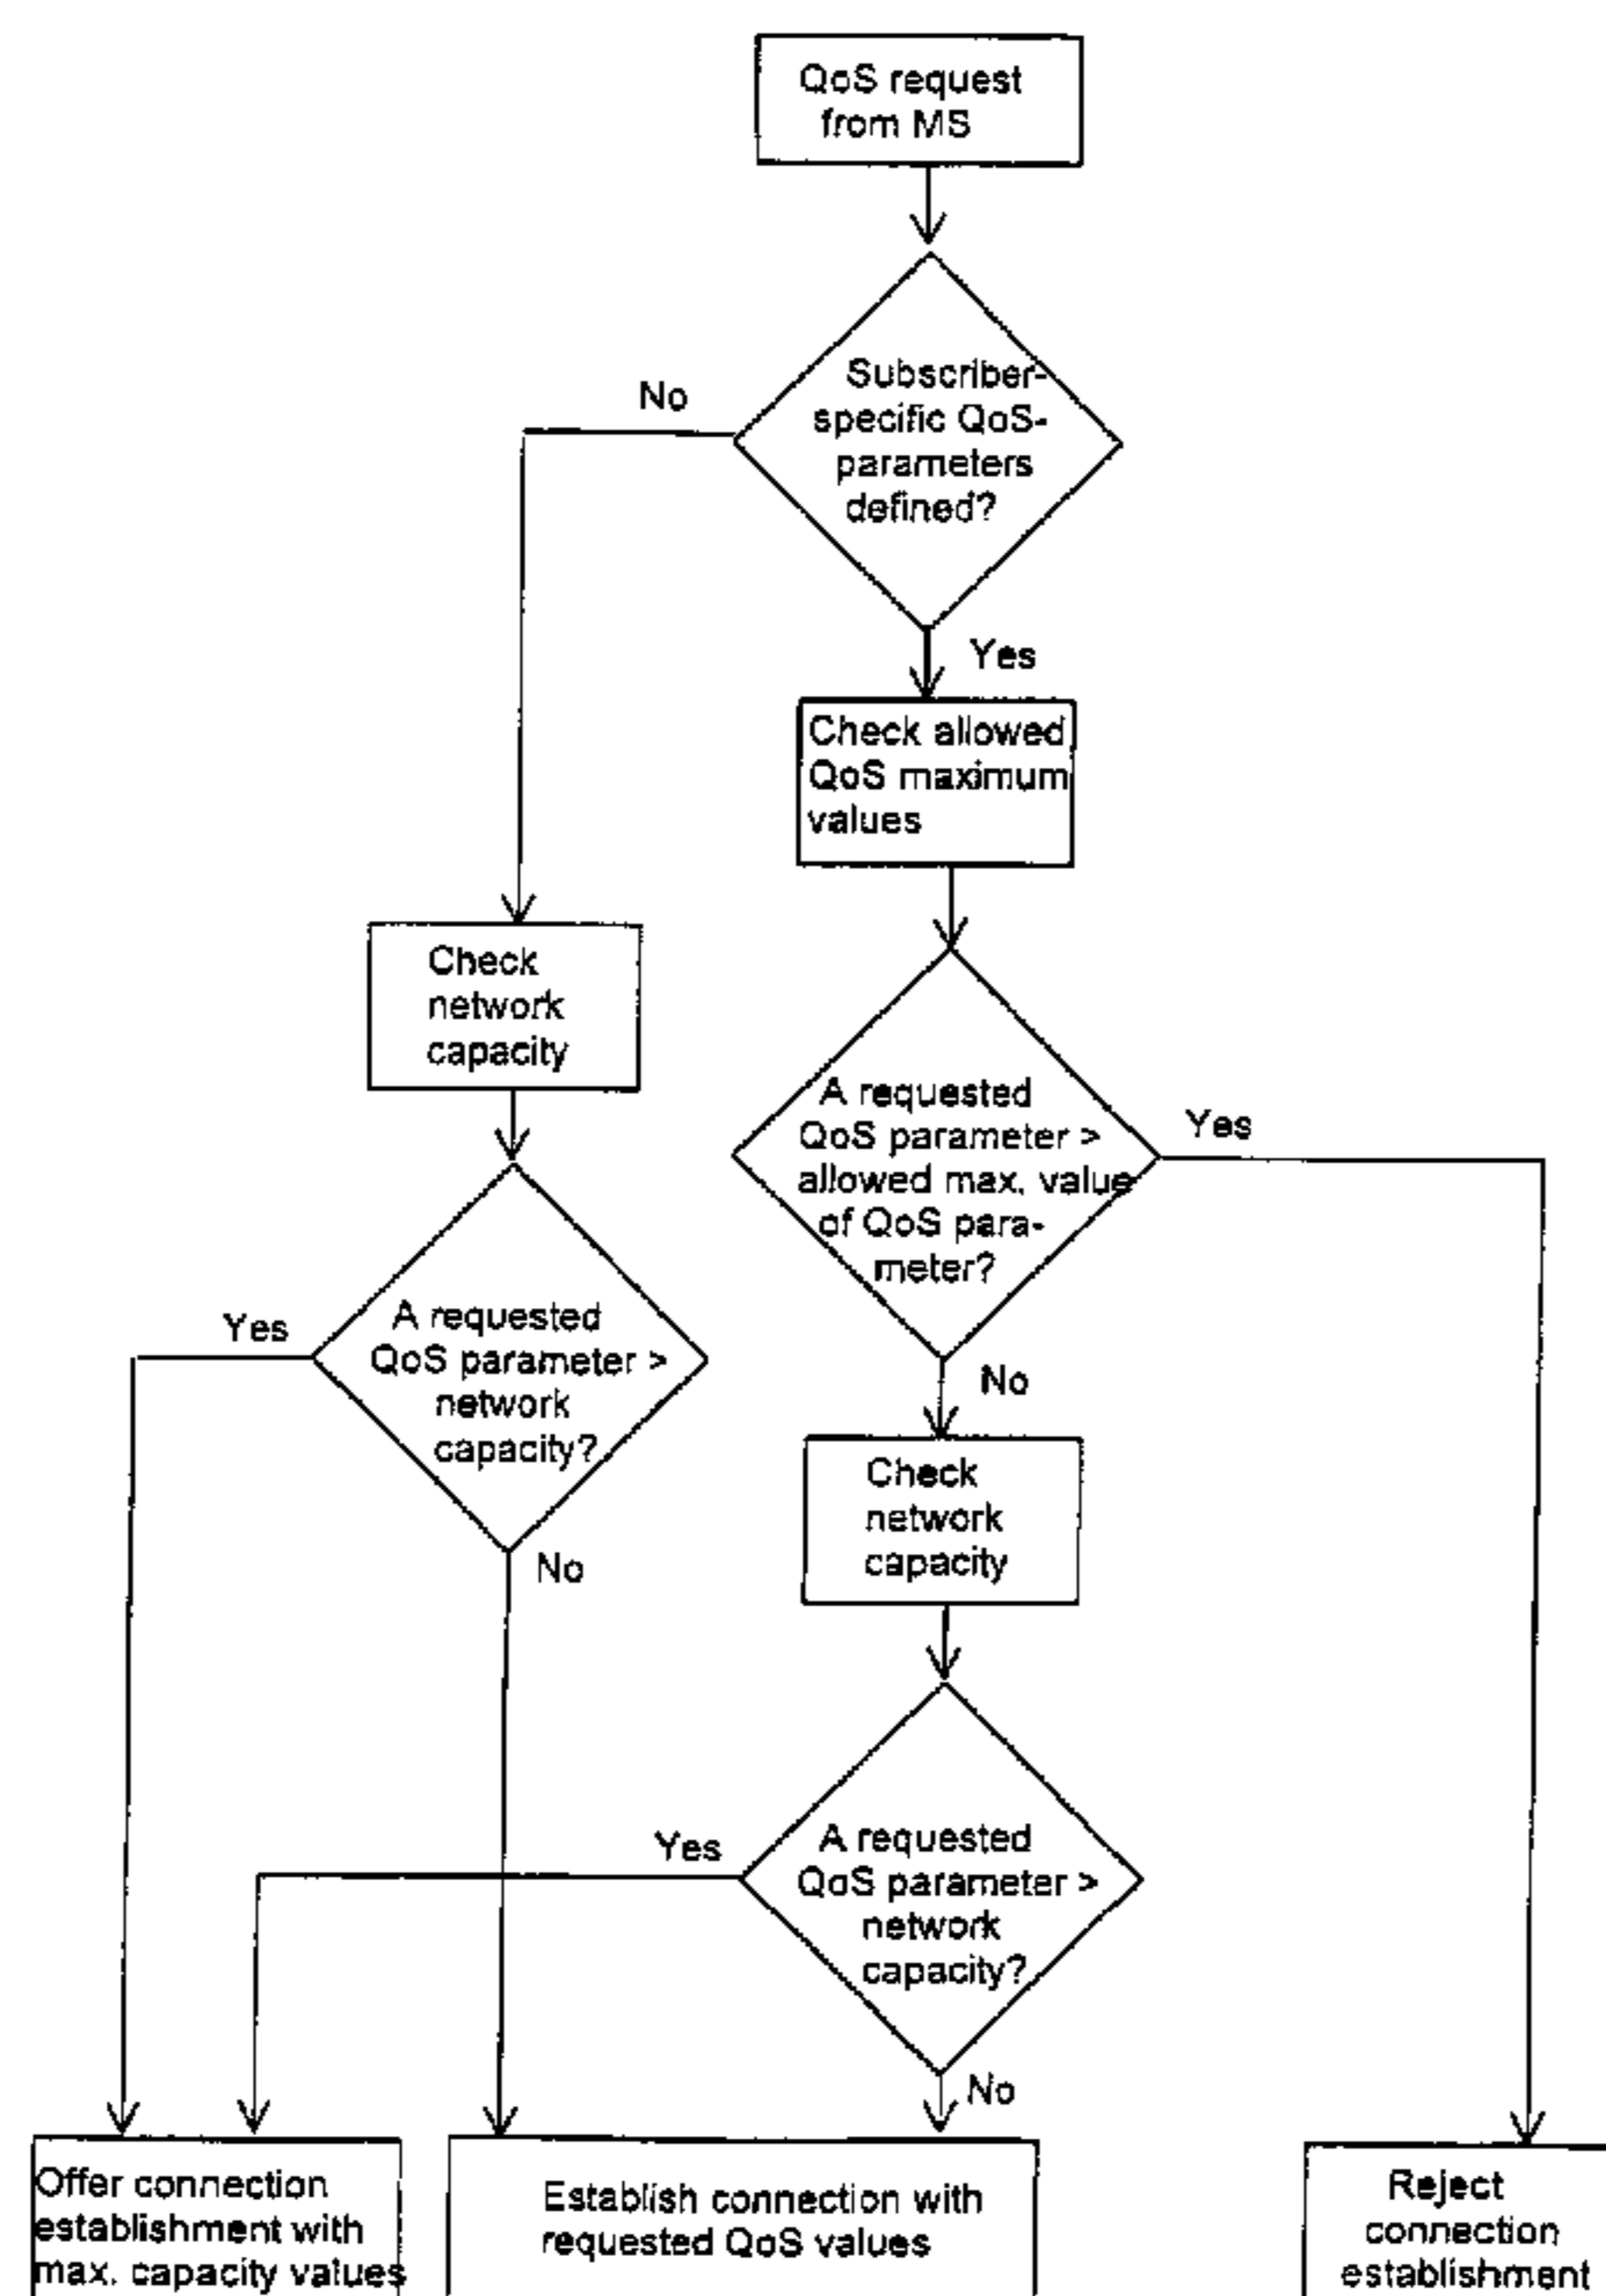 QoS request
from MS
Subscriber-
specific QoS-
parameters
defined?
No
Yes
Check allowed
QoS maximum
values
Check
network
capacity
A requested
QoS parameter >
allowed max. value
of QoS para-
meter?
Yes
No
A requested
QoS parameter >
network
capacity?
Yes
No
Check
network
capacity
A requested
QoS parameter >
network
capacity?
Yes
No
Offer connection
establishment with
max. capacity values
Establish connection with
requested QoS values
Reject
connection
establishment